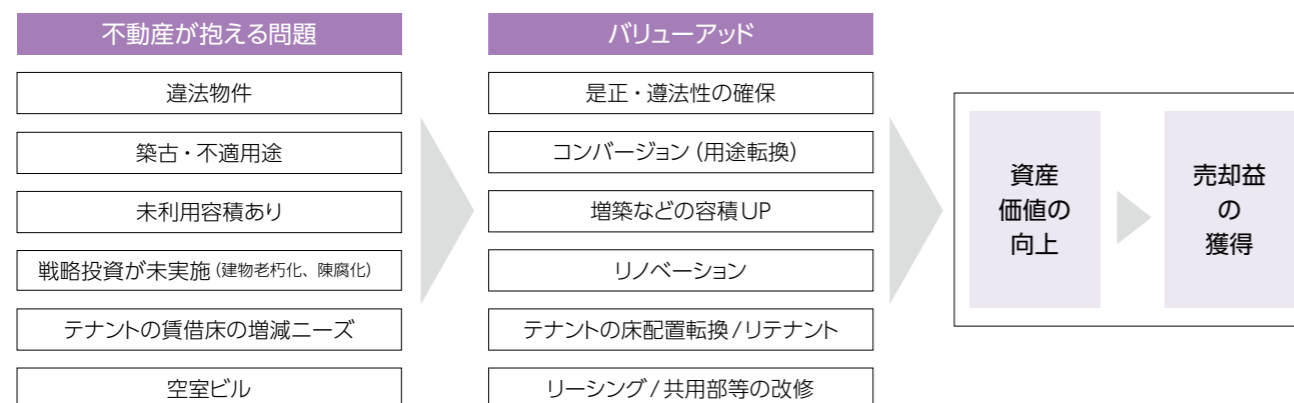 不動産が抱える問題
違法物件
築古・不適用途
未利用容積あり
戦略投資が未実施(建物老朽化、陳腐化)
テナントの賃借床の増減ニーズ
空室ビル
バリューアッド
是正・遵法性の確保
コンバージョン(用途転換)
増築などの容積UP
リノベーション
テナントの床配置転換/リテナント
リーシング/共用部等の改修
資産
価値の
向上
売却益
の
獲得